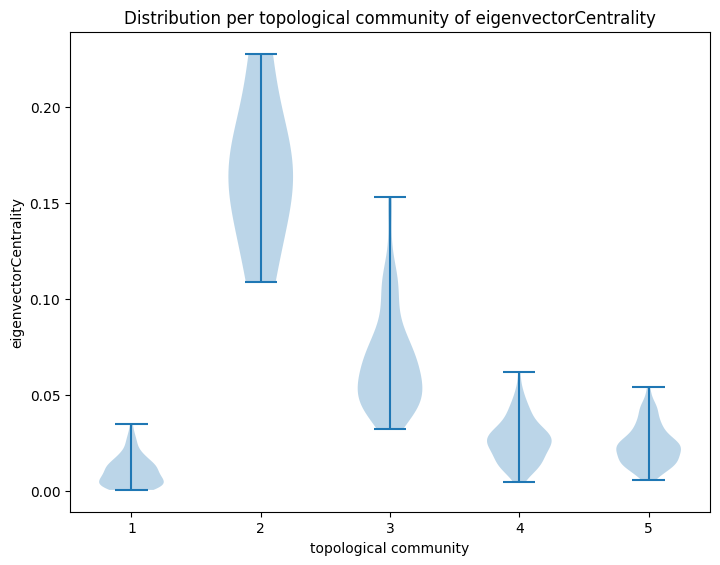 Distribution per topological community of eigenvectorCentrality
eigenvectorCentrality
0.20
0.15
0.10
0.05
0.00
1 2 3 4 5
topological community